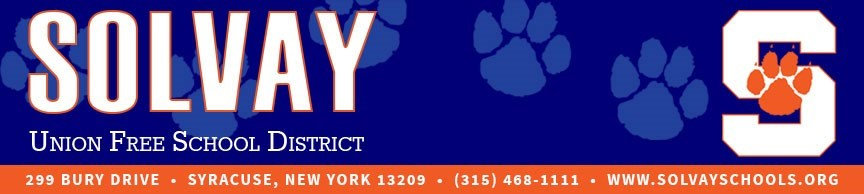 SOLVAY
UNION FREE SCHOOL DISTRICT
S
299 BURY DRIVE • SYRACUSE, NEW YORK 13209 • (315) 468-1111 • WWW.SOLVAYSCHOOLS.ORG